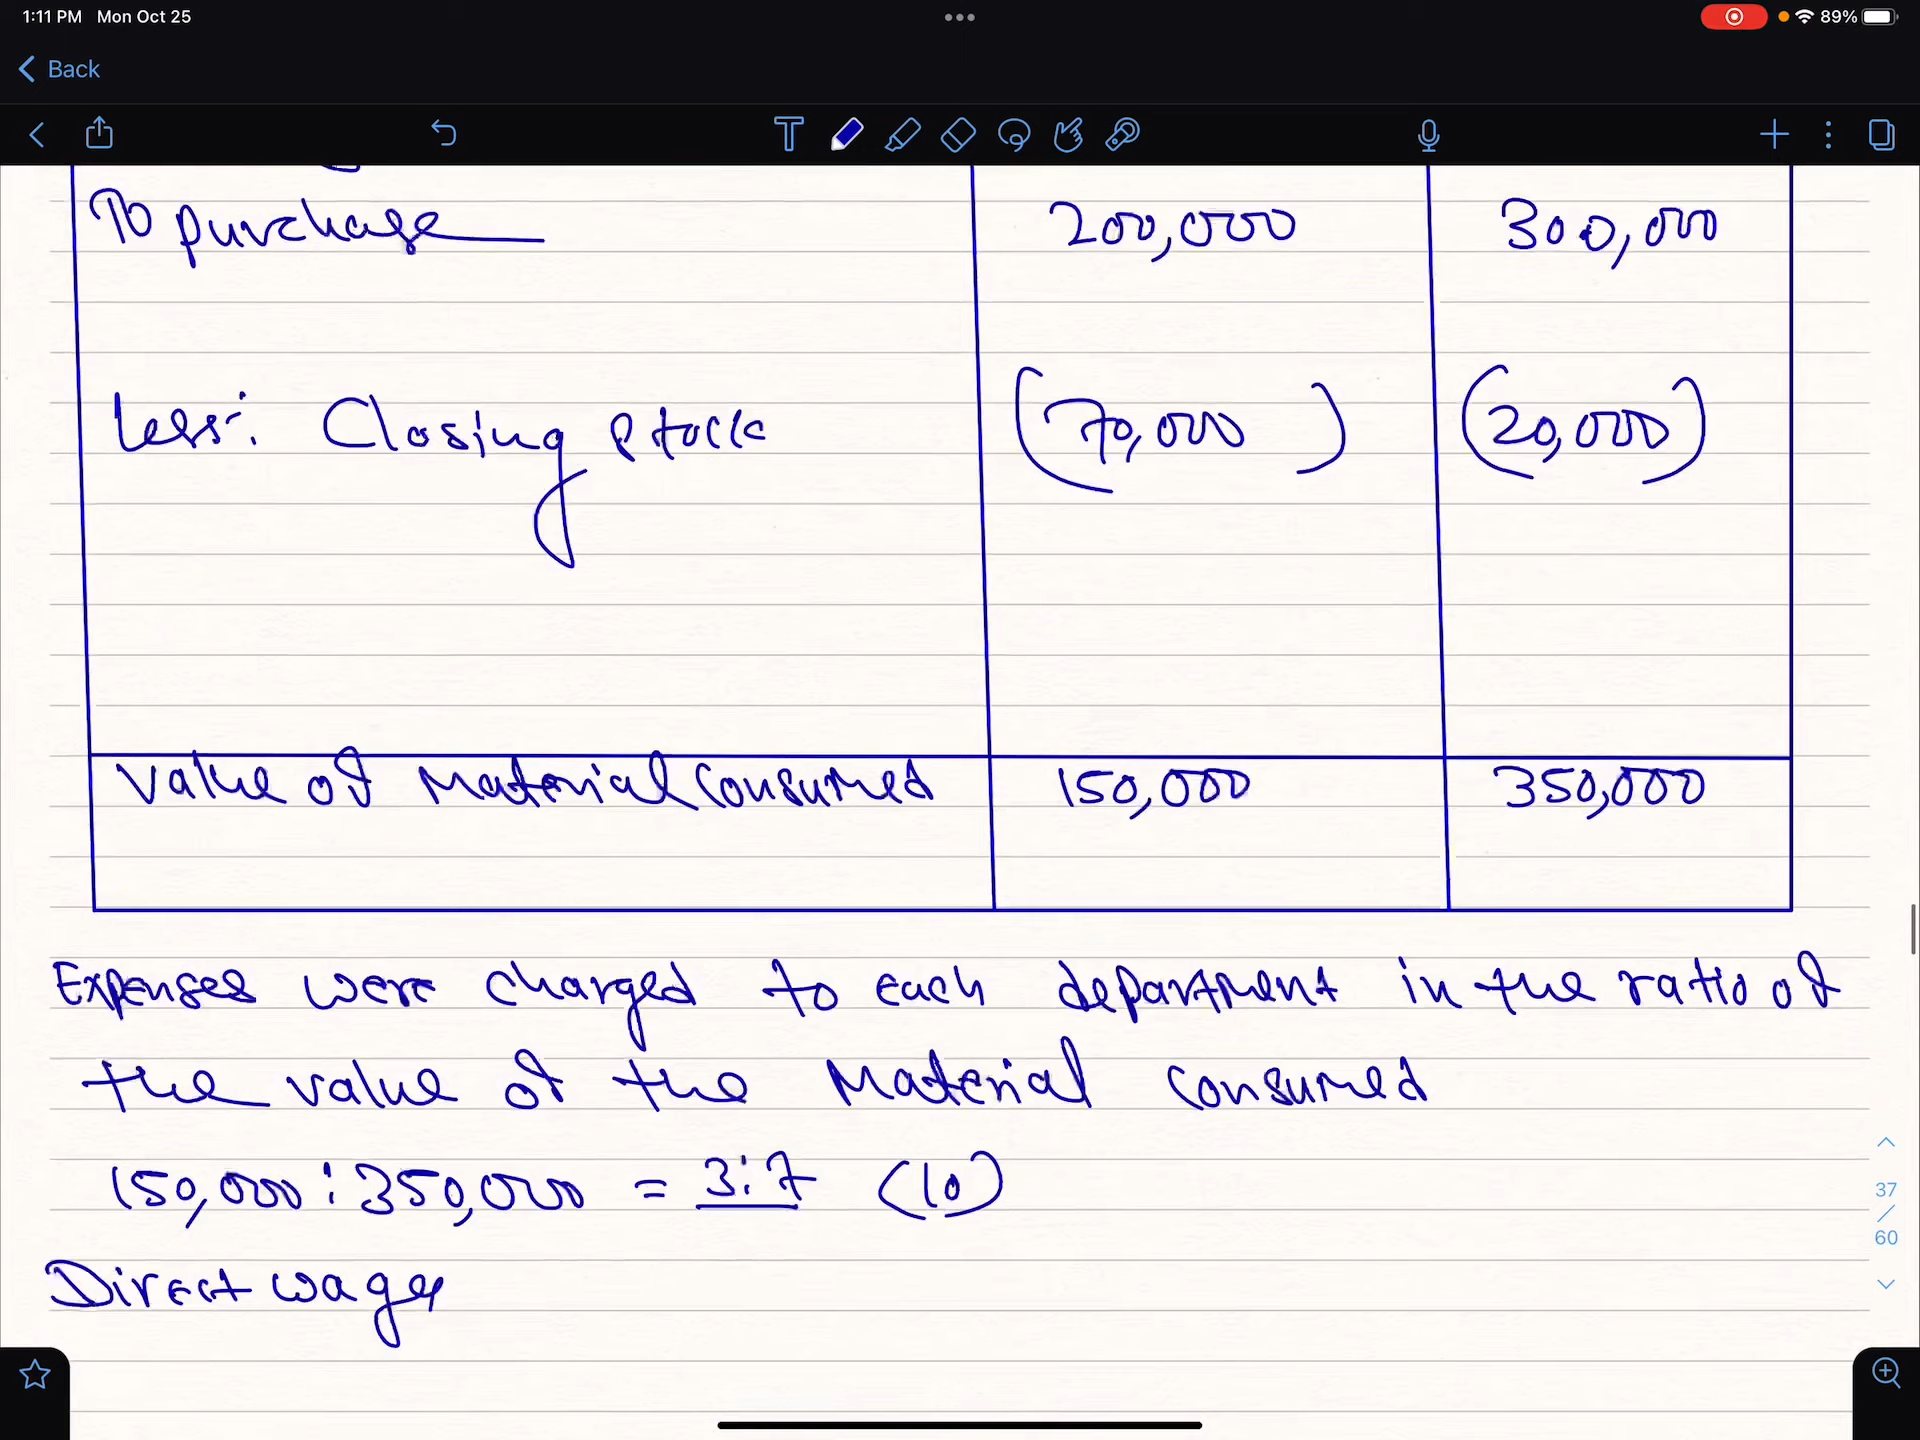 1:11 PM Mon Oct 25 89%
Back
To purchase 200,000 300,000
Less: Closing stock (70,000) (20,000)
Value of Material Consumed 150,000 350,000
Expenses were charged to each department in the ratio of
the value of the Material Consumed
150,000 : 350,000 = 3:7 (10)
37
/
60
Direct wages